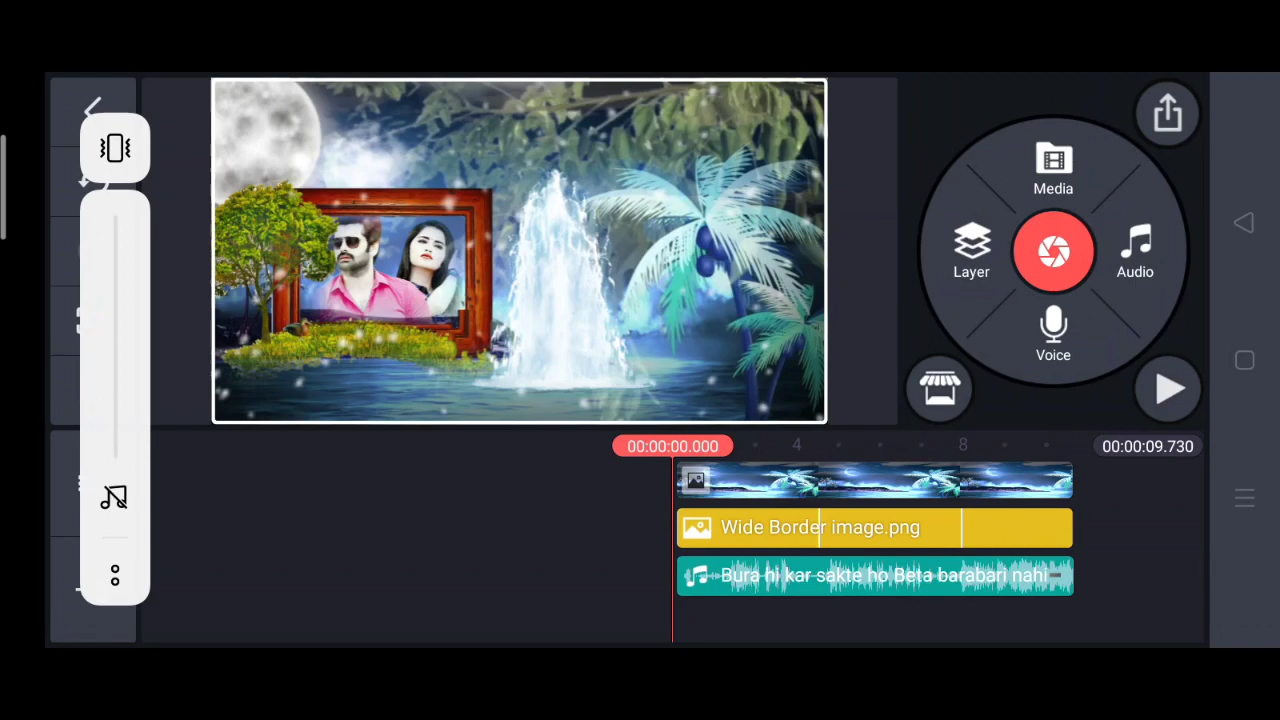 Media
Layer
Audio
Voice
00:00:00.000
4
8
00:00:09.730
Wide Border image.png
Bura hi kar sakte ho Beta barabari nahi